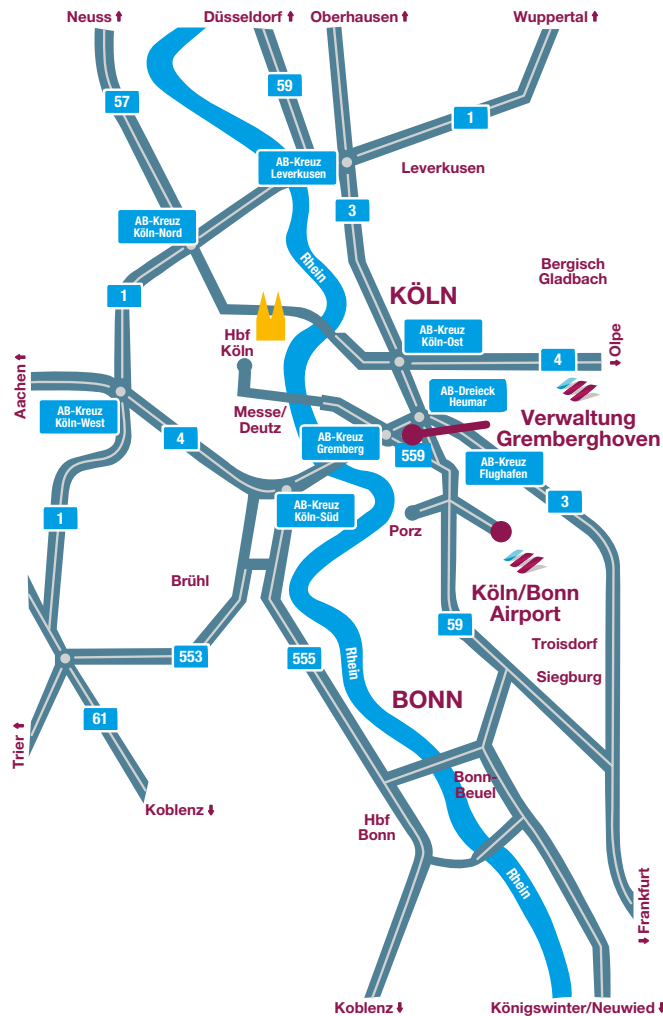 Neuss ⬆
Düsseldorf ⬆
Oberhausen ⬆
Wuppertal ⬆
59
57
1
AB-Kreuz
Leverkusen
Leverkusen
3
AB-Kreuz
Köln-Nord
Rhein
Bergisch
Gladbach
1
KÖLN
Hbf
Köln
AB-Kreuz
Köln-Ost
4
⬇ Olpe
Aachen ⬆
AB-Kreuz
Köln-West
Messe/
Deutz
AB-Dreieck
Heumar
Verwaltung
Gremberghoven
4
AB-Kreuz
Gremberg
559
AB-Kreuz
Flughafen
3
1
AB-Kreuz
Köln-Süd
Porz
Brühl
Köln/Bonn
Airport
59
Troisdorf
Siegburg
553
555
Rhein
BONN
61
Trier ⬆
Koblenz ⬇
Bonn-
Beuel
Hbf
Bonn
Rhein
⬇ Frankfurt
Koblenz ⬇
Königswinter/Neuwied ⬇